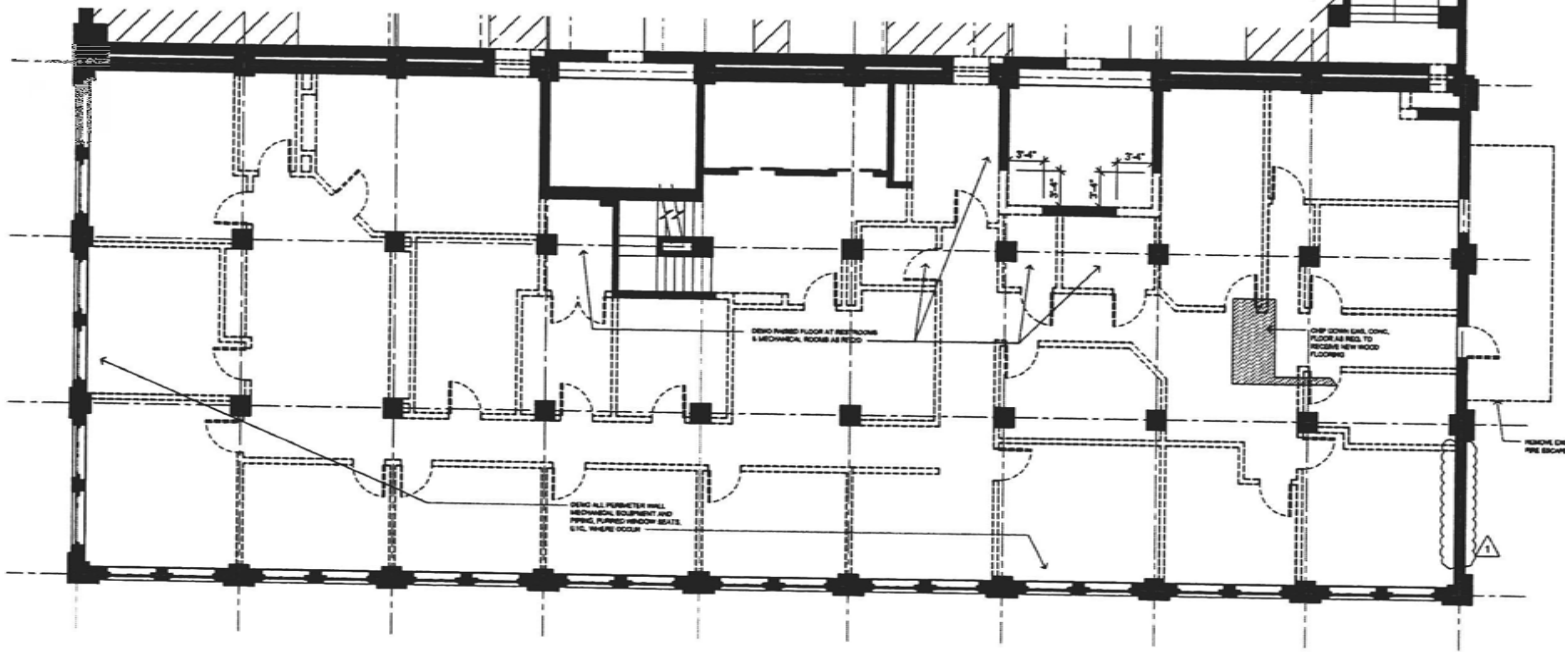 3'-4"
3'-4"
3'-4"
3'-4"
DEMO RAISED FLOOR AT RESTROOMS
& MECHANICAL ROOMS AS REQ'D
CHIP DOWN EXIS. CONC.
FLOOR AS REQ. TO
RECEIVE NEW WOOD
FLOORING
REMOVE EXI
FIRE ESCAPE
DEMO ALL PERIMETER WALL
MECHANICAL EQUIPMENT AND
PIPING, FURRED WINDOW SEATS,
ETC. WHERE OCCUR
1